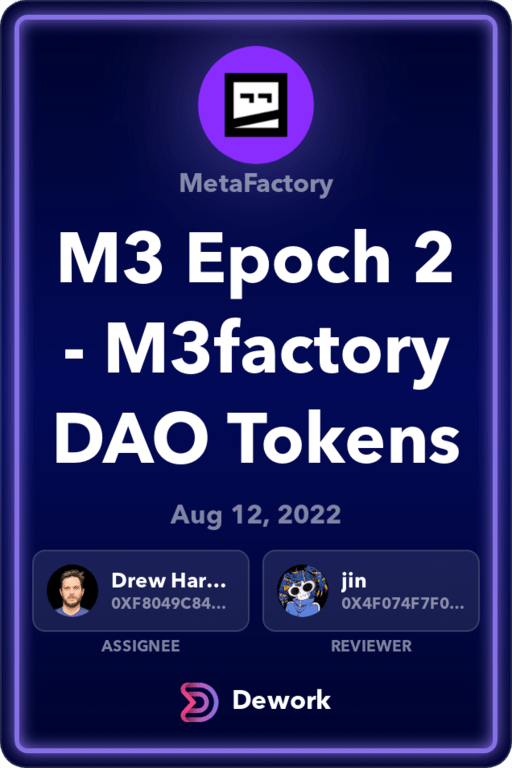 MetaFactory
M3 Epoch 2
- M3factory
DAO Tokens
Aug 12, 2022
Drew Har...
0XF8049C84...
ASSIGNEE
jin
0X4F074F7F0...
REVIEWER
Dework